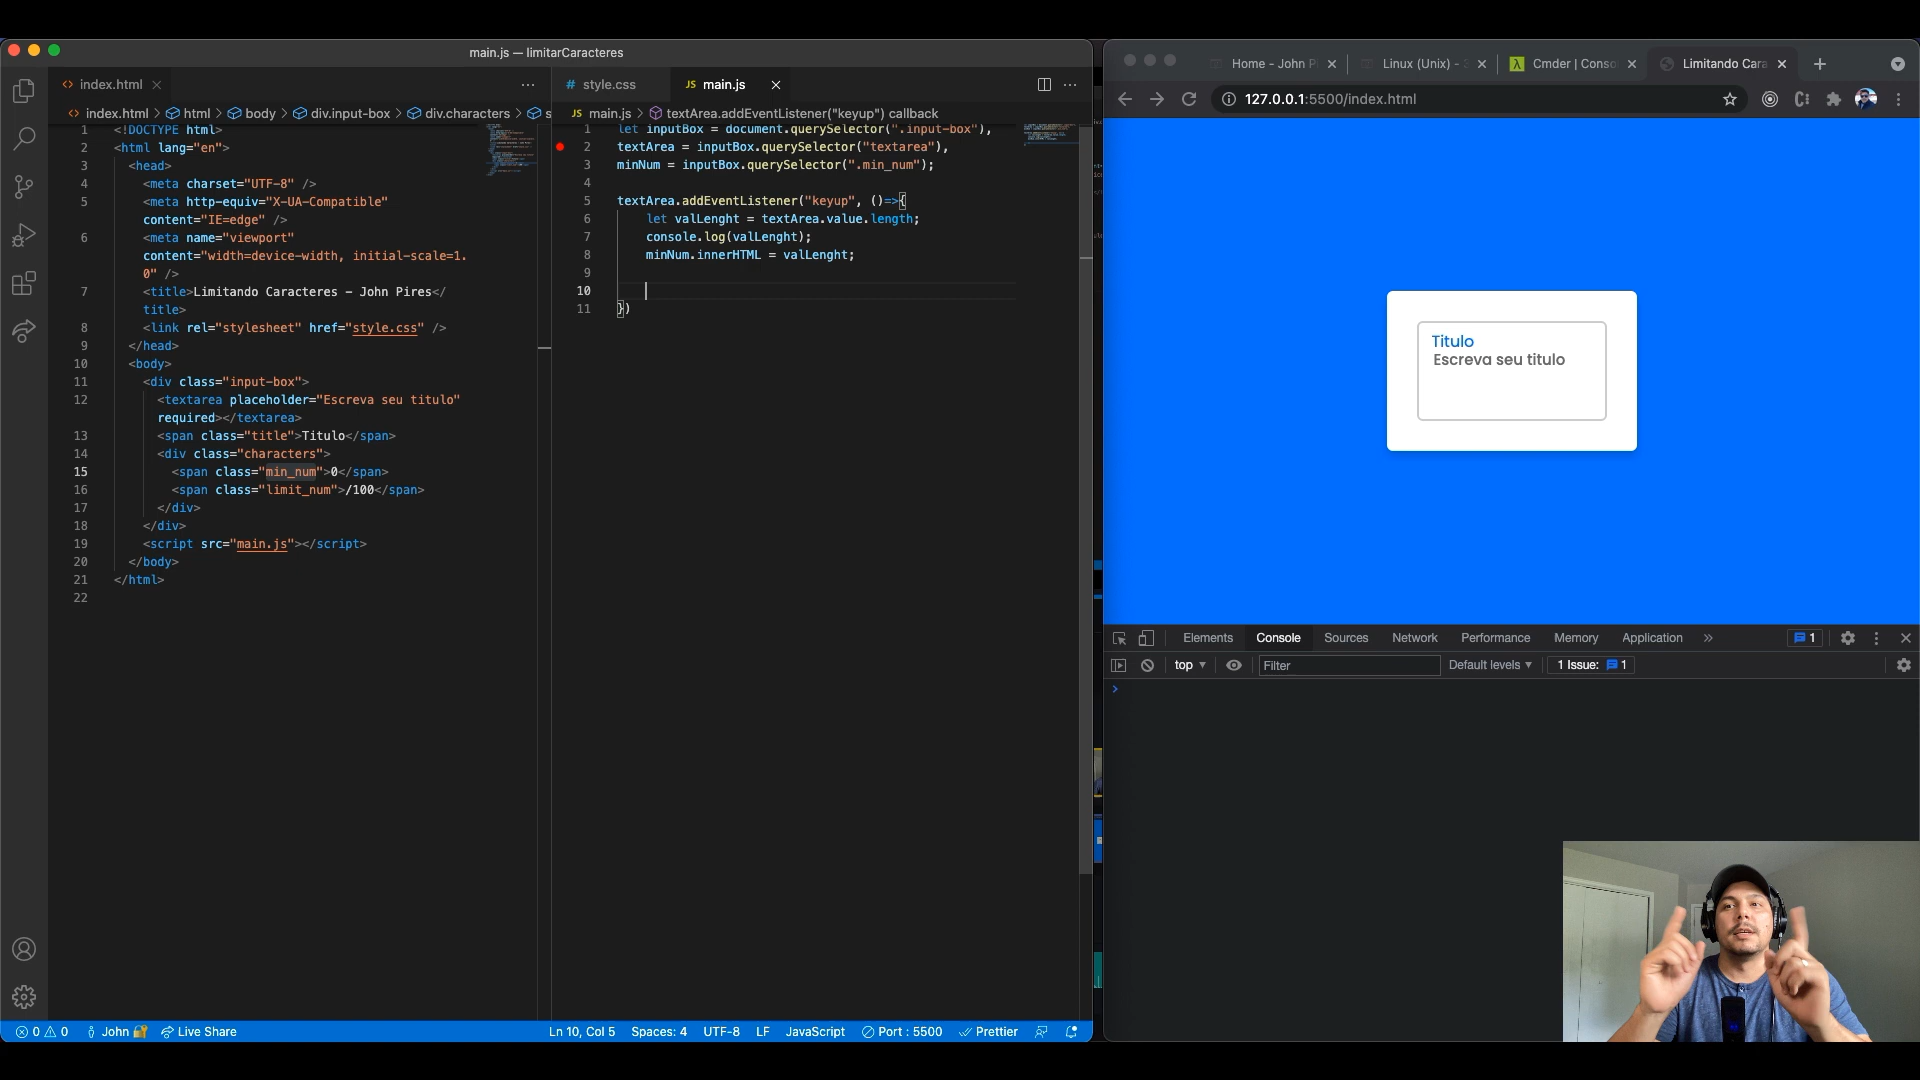 main.js — limitarCaracteres
index.html
index.html > html > body > div.input-box > div.characters > s
1 <!DOCTYPE html>
2 <html lang="en">
3 <head>
4 <meta charset="UTF-8" />
5 <meta http-equiv="X-UA-Compatible"
content="IE=edge" />
6 <meta name="viewport"
content="width=device-width, initial-scale=1.
0" />
7 <title>Limitando Caracteres - John Pires</
title>
8 <link rel="stylesheet" href="style.css" />
9 </head>
10 <body>
11 <div class="input-box">
12 <textarea placeholder="Escreva seu titulo"
required></textarea>
13 <span class="title">Titulo</span>
14 <div class="characters">
15 <span class="min_num">0</span>
16 <span class="limit_num">/100</span>
17 </div>
18 </div>
19 <script src="main.js"></script>
20 </body>
21 </html>
22
# style.css
JS main.js
JS main.js > textArea.addEventListener("keyup") callback
1 let inputBox = document.querySelector(".input-box"),
2 textArea = inputBox.querySelector("textarea"),
3 minNum = inputBox.querySelector(".min_num");
4
5 textArea.addEventListener("keyup", ()=>{
6 let valLenght = textArea.value.length;
7 console.log(valLenght);
8 minNum.innerHTML = valLenght;
9
10
11 })
0 0 John Live Share
Ln 10, Col 5 Spaces: 4 UTF-8 LF JavaScript Port : 5500 Prettier
Home - John P
Linux (Unix) -
Cmder | Conso
Limitando Cara
127.0.0.1:5500/index.html
Titulo
Escreva seu titulo
Elements Console Sources Network Performance Memory Application » 1
top Filter Default levels 1 Issue: 1